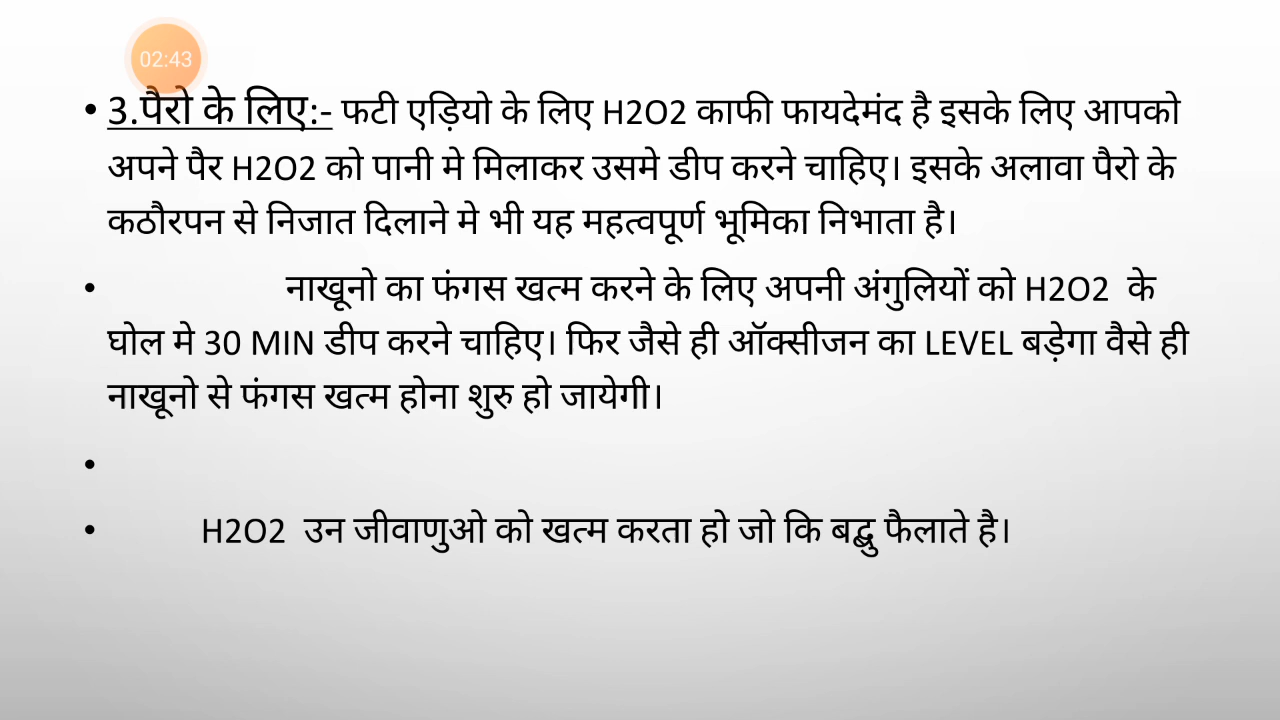 02:43
• 3.पैरो के लिए:- फटी एड़ियो के लिए H2O2 काफी फायदेमंद है इसके लिए आपको
अपने पैर H2O2 को पानी मे मिलाकर उसमे डीप करने चाहिए। इसके अलावा पैरो के
कठौरपन से निजात दिलाने मे भी यह महत्वपूर्ण भूमिका निभाता है।
• नाखूनो का फंगस खत्म करने के लिए अपनी अंगुलियों को H2O2 के
घोल मे 30 MIN डीप करने चाहिए। फिर जैसे ही ऑक्सीजन का LEVEL बड़ेगा वैसे ही
नाखूनो से फंगस खत्म होना शुरु हो जायेगी।
•
• H2O2 उन जीवाणुओ को खत्म करता हो जो कि बद्बु फैलाते है।